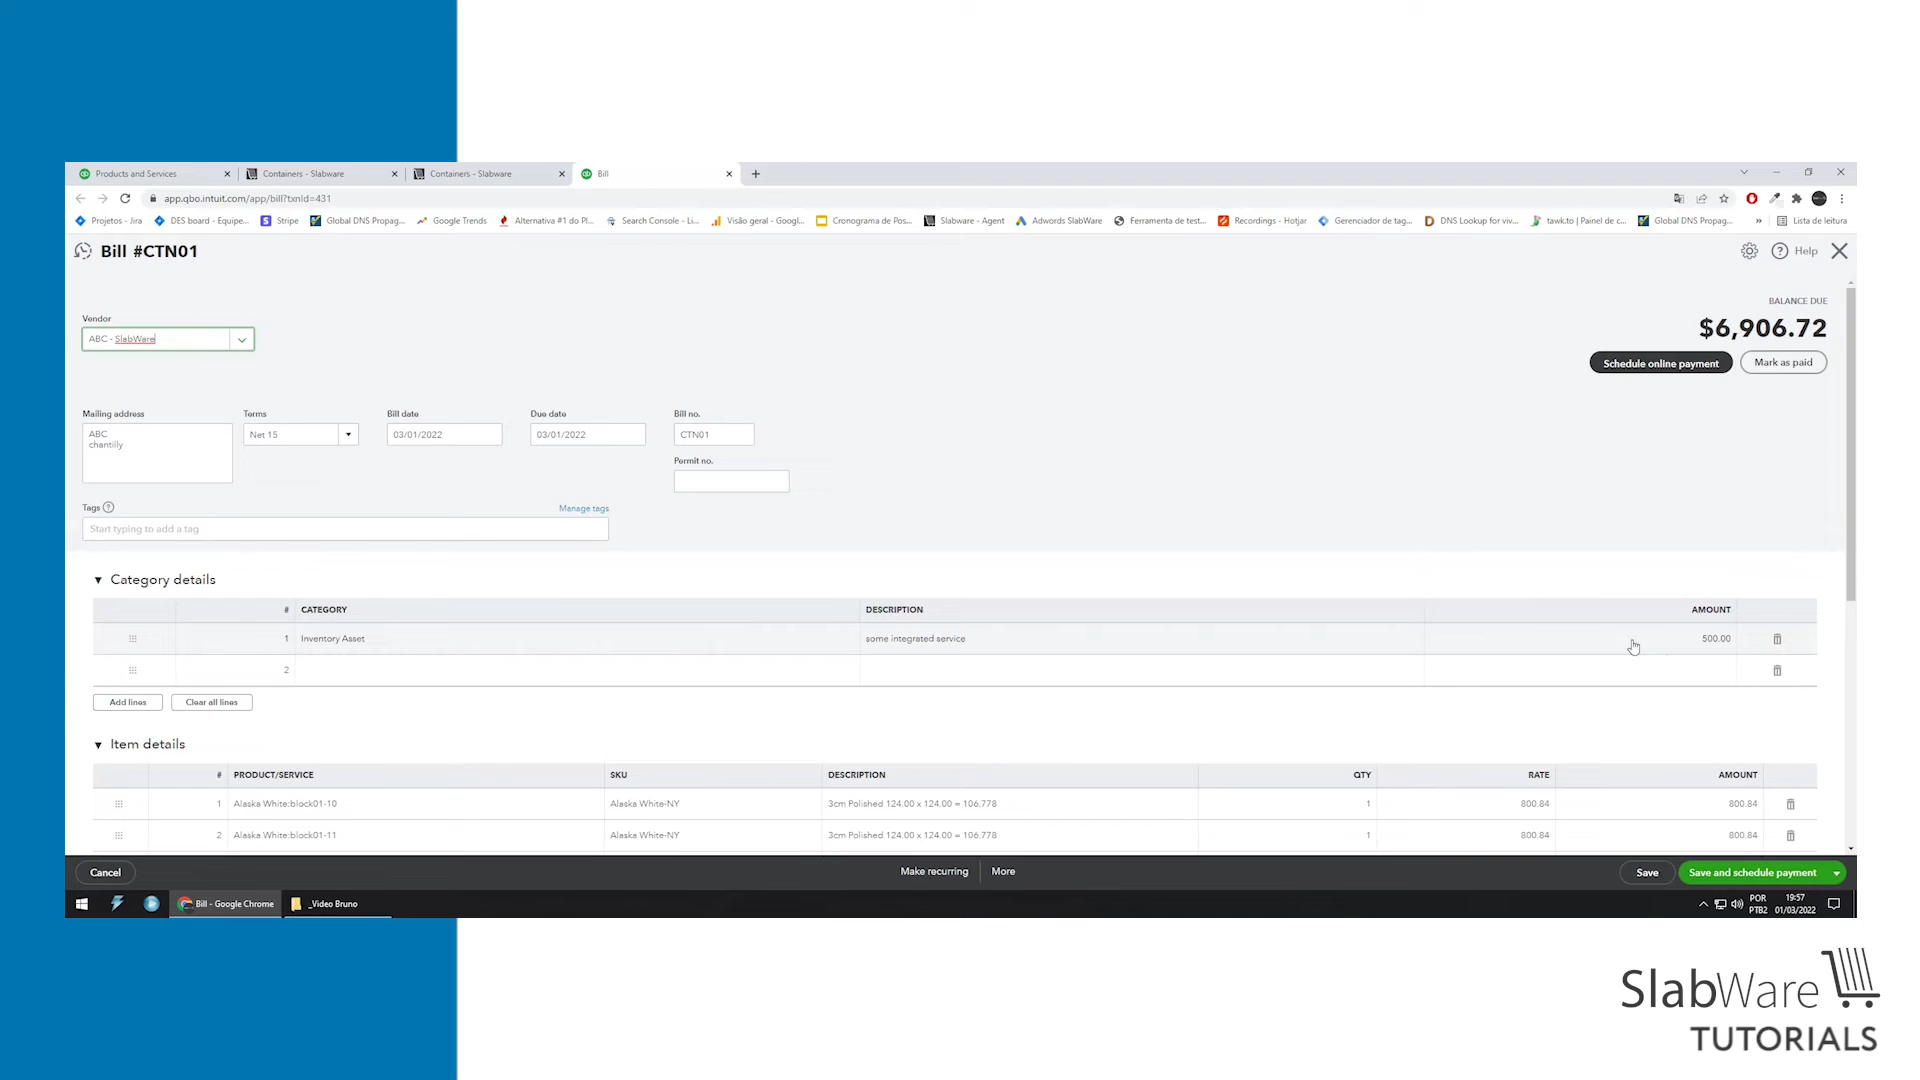 Products and Services
Containers - Slabware
Containers - Slabware
Bill
app.qbo.intuit.com/app/bill?txnId=431
Projetos - Jira
DES board - Equipe...
Stripe
Global DNS Propag...
Google Trends
Alternativa #1 do Pl...
Search Console - Li...
Visão geral - Googl...
Cronograma de Pos...
Slabware - Agent
Adwords SlabWare
Ferramenta de test...
Recordings - Hotjar
Gerenciador de tag...
DNS Lookup for viv...
tawk.to | Painel de c...
Global DNS Propag...
»
Lista de leitura
Bill #CTN01
Help
BALANCE DUE
$6,906.72
Schedule online payment
Mark as paid
Vendor
ABC - SlabWare
Mailing address
ABC
chantilly
Terms
Net 15
Bill date
03/01/2022
Due date
03/01/2022
Bill no.
CTN01
Permit no.
Tags
Manage tags
Start typing to add a tag
Category details
# CATEGORY DESCRIPTION AMOUNT
1 Inventory Asset some integrated service 500.00
2
Add lines
Clear all lines
Item details
# PRODUCT/SERVICE SKU DESCRIPTION QTY RATE AMOUNT
1 Alaska White:block01-10 Alaska White-NY 3cm Polished 124.00 x 124.00 = 106.778 1 800.84 800.84
2 Alaska White:block01-11 Alaska White-NY 3cm Polished 124.00 x 124.00 = 106.778 1 800.84 800.84
Cancel
Make recurring
More
Save
Save and schedule payment
Bill - Google Chrome
_Video Bruno
POR
PTB2
19:57
01/03/2022
SlabWare
TUTORIALS